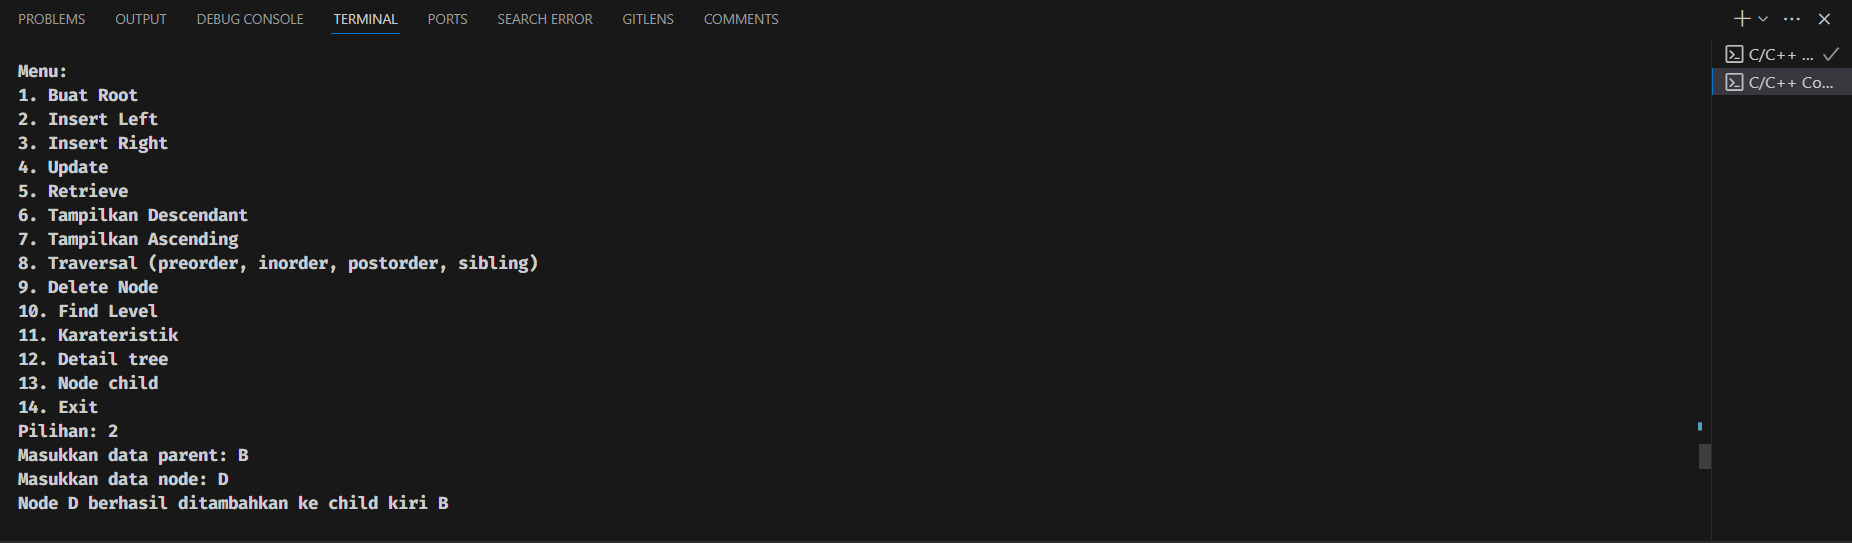 PROBLEMS OUTPUT DEBUG CONSOLE TERMINAL PORTS SEARCH ERROR GITLENS COMMENTS
Menu:
1. Buat Root
2. Insert Left
3. Insert Right
4. Update
5. Retrieve
6. Tampilkan Descendant
7. Tampilkan Ascending
8. Traversal (preorder, inorder, postorder, sibling)
9. Delete Node
10. Find Level
11. Karateristik
12. Detail tree
13. Node child
14. Exit
Pilihan: 2
Masukkan data parent: B
Masukkan data node: D
Node D berhasil ditambahkan ke child kiri B
C/C++ ...
C/C++ Co...